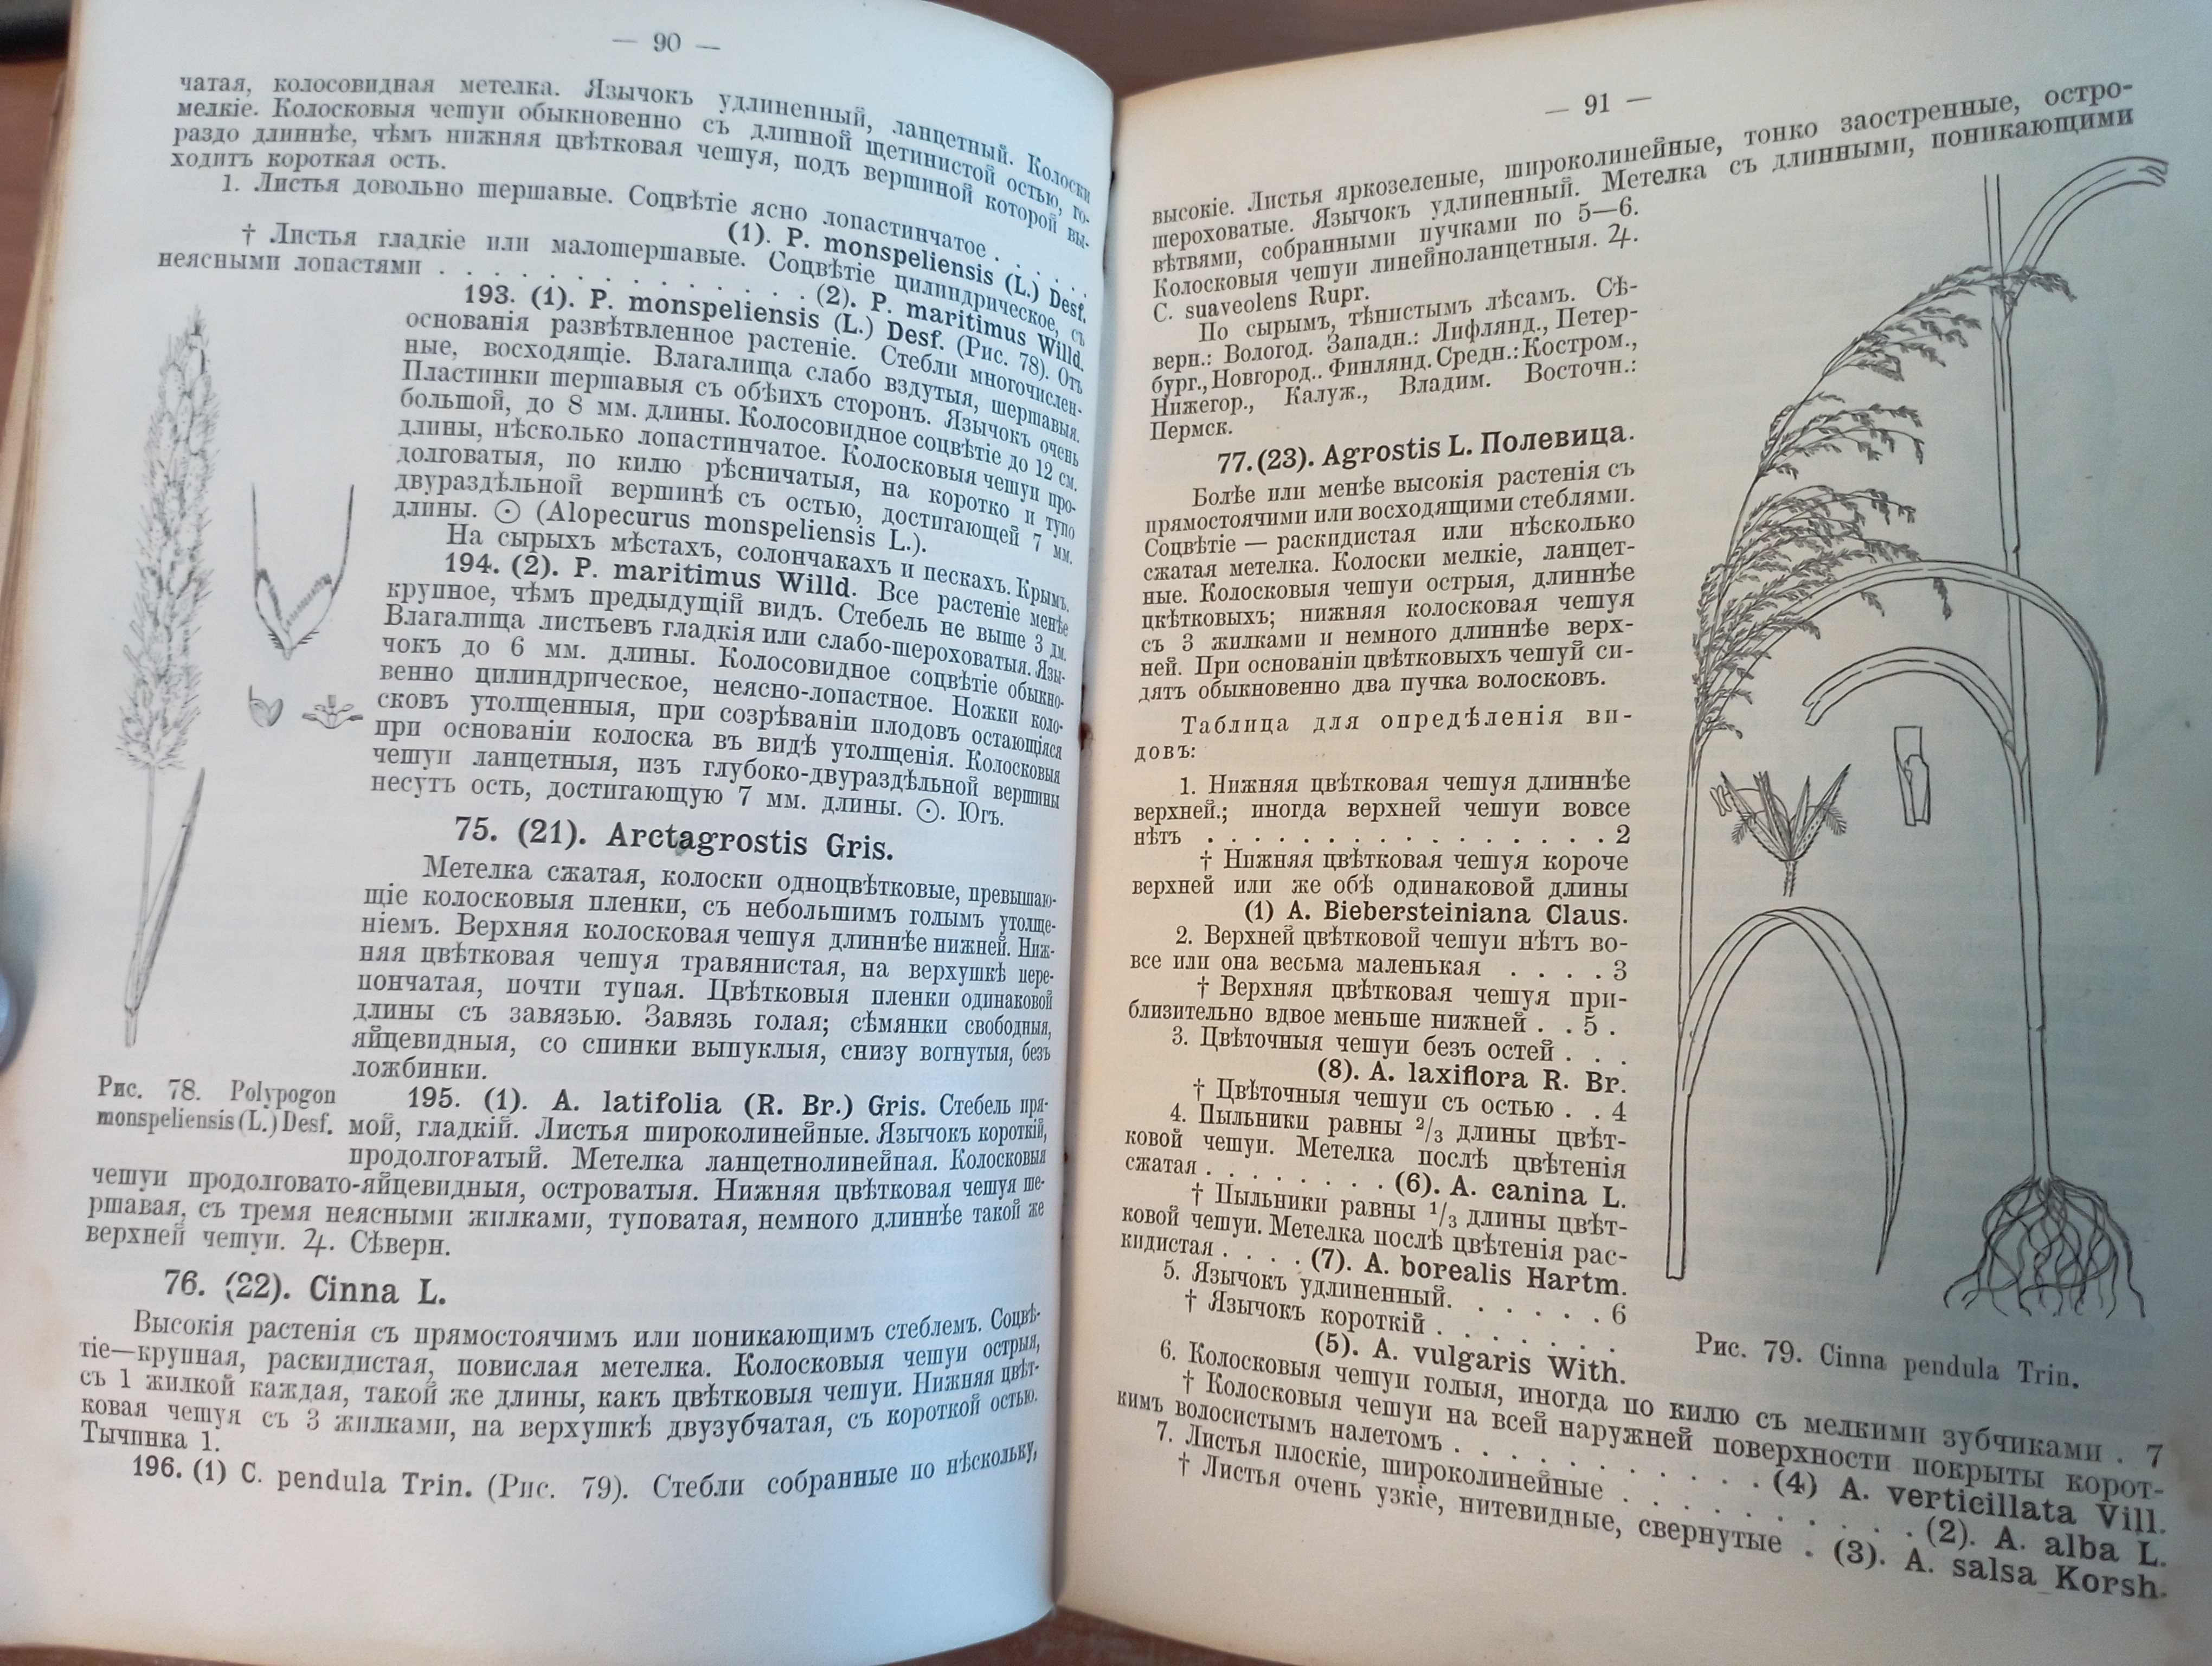 — 90 —
чатая, колосовидная метелка. Язычокъ удлиненный, ланцетный. Колоски
мелкіе. Колосковыя чешуи обыкновенно съ длинной щетинистой остью, го-
раздо длиннѣе, чѣмъ нижняя цвѣтковая чешуя, подъ вершиной которой вы-
ходитъ короткая ость.
1. Листья довольно шершавые. Соцвѣтіе ясно лопастинчатое . . . . .
(1). P. monspeliensis (L.) Desf.
† Листья гладкіе или малошершавые. Соцвѣтіе цилиндрическое, съ
неясными лопастями . . . . . . . . . . . . . (2). P. maritimus Willd.
193. (1). P. monspeliensis (L.) Desf. (Рис. 78). Отъ
основанія развѣтвленное растеніе. Стебли многочислен-
ные, восходящіе. Влагалища слабо вздутыя, шершавыя.
Пластинки шершавыя съ обѣихъ сторонъ. Язычокъ очень
большой, до 8 мм. длины. Колосовидное соцвѣтіе до 12 см.
длины, нѣсколько лопастинчатое. Колосковыя чешуи про-
долговатыя, по килю рѣсничатыя, на коротко и тупо
двураздѣльной вершинѣ съ остью, достигающей 7 мм.
длины. ⊙ (Alopecurus monspeliensis L.).
На сырыхъ мѣстахъ, солончакахъ и пескахъ. Крымъ.
194. (2). P. maritimus Willd. Все растеніе менѣе
крупное, чѣмъ предыдущій видъ. Стебель не выше 3 дм.
Влагалища листьевъ гладкія или слабо-шероховатыя. Язы-
чокъ до 6 мм. длины. Колосовидное соцвѣтіе обыкно-
венно цилиндрическое, неясно-лопастное. Ножки коло-
сковъ утолщенныя, при созрѣваніи плодовъ остающіяся
при основаніи колоска въ видѣ утолщенія. Колосковыя
чешуи ланцетныя, изъ глубоко-двураздѣльной вершины
несутъ ость, достигающую 7 мм. длины. ⊙. Югъ.
75. (21). Arctagrostis Gris.
Метелка сжатая, колоски одноцвѣтковые, превышаю-
щіе колосковыя пленки, съ небольшимъ голымъ утолще-
ніемъ. Верхняя колосковая чешуя длиннѣе нижней. Ниж-
няя цвѣтковая чешуя травянистая, на верхушкѣ пере-
пончатая, почти тупая. Цвѣтковыя пленки одинаковой
длины съ завязью. Завязь голая; сѣмянки свободныя,
яйцевидныя, со спинки выпуклыя, снизу вогнутыя, безъ
ложбинки.
Рис. 78. Polypogon
monspeliensis (L.) Desf.
195. (1). A. latifolia (R. Br.) Gris. Стебель пря-
мой, гладкій. Листья широколинейные. Язычокъ короткій,
продолговатый. Метелка ланцетнолинейная. Колосковыя
чешуи продолговато-яйцевидныя, островатыя. Нижняя цвѣтковая чешуя ше-
ршавая, съ тремя неясными жилками, туповатая, немного длиннѣе такой же
верхней чешуи. ♃. Сѣверн.
76. (22). Cinna L.
Высокія растенія съ прямостоячимъ или поникающимъ стеблемъ. Соцвѣ-
тіе—крупная, раскидистая, повислая метелка. Колосковыя чешуи острыя,
съ 1 жилкой каждая, такой же длины, какъ цвѣтковыя чешуи. Нижняя цвѣт-
ковая чешуя съ 3 жилками, на верхушкѣ двузубчатая, съ короткой остью.
Тычинка 1.
196. (1) C. pendula Trin. (Рис. 79). Стебли собранные по нѣскольку,
— 91 —
высокіе. Листья яркозеленые, широколинейные, тонко заостренные, остро-
шероховатые. Язычокъ удлиненный. Метелка съ длинными, поникающими
вѣтвями, собранными пучками по 5—6.
Колосковыя чешуи линейноланцетныя. ♃.
C. suaveolens Rupr.
По сырымъ, тѣнистымъ лѣсамъ. Сѣ-
верн.: Вологод. Западн.: Лифлянд., Петер-
бург., Новгород.. Финлянд. Средн.: Костром.,
Нижегор., Калуж., Владим. Восточн.:
Пермск.
77. (23). Agrostis L. Полевица.
Болѣе или менѣе высокія растенія съ
прямостоячими или восходящими стеблями.
Соцвѣтіе — раскидистая или нѣсколько
сжатая метелка. Колоски мелкіе, ланцет-
ные. Колосковыя чешуи острыя, длиннѣе
цкѣтковыхъ; нижняя колосковая чешуя
съ 3 жилками и немного длиннѣе верх-
ней. При основаніи цвѣтковыхъ чешуй си-
дятъ обыкновенно два пучка волосковъ.
Таблица для опредѣленія ви-
довъ:
1. Нижняя цвѣтковая чешуя длиннѣе
верхней.; иногда верхней чешуи вовсе
нѣтъ . . . . . . . . . . . . . . . . 2
† Нижняя цвѣтковая чешуя короче
верхней или же обѣ одинаковой длины
(1) A. Biebersteiniana Claus.
2. Верхней цвѣтковой чешуи нѣтъ во-
все или она весьма маленькая . . . . 3
† Верхняя цвѣтковая чешуя при-
близительно вдвое меньше нижней . . 5 .
3. Цвѣточныя чешуи безъ остей . . .
(8). A. laxiflora R. Br.
† Цвѣточныя чешуи съ остью . . 4
4. Пыльники равны ²/₃ длины цвѣт-
ковой чешуи. Метелка послѣ цвѣтенія
сжатая . . . . . . . . (6). A. canina L.
† Пыльники равны ¹/₃ длины цвѣт-
ковой чешуи. Метелка послѣ цвѣтенія рас-
кидистая . . . . (7). A. borealis Hartm.
5. Язычокъ удлиненный. . . . . . . 6
† Язычокъ короткій . . . . . . .
(5). A. vulgaris With.
Рис. 79. Cinna pendula Trin.
6. Колосковыя чешуи голыя, иногда по килю съ мелкими зубчиками . 7
† Колосковыя чешуи на всей наружней поверхности покрыты корот-
кимъ волосистымъ налетомъ . . . . . . . . . . (4) A. verticillata Vill.
7. Листья плоскіе, широколинейные . . . . . . . . . (2). A. alba L.
† Листья очень узкіе, нитевидные, свернутые . (3). A. salsa Korsh.